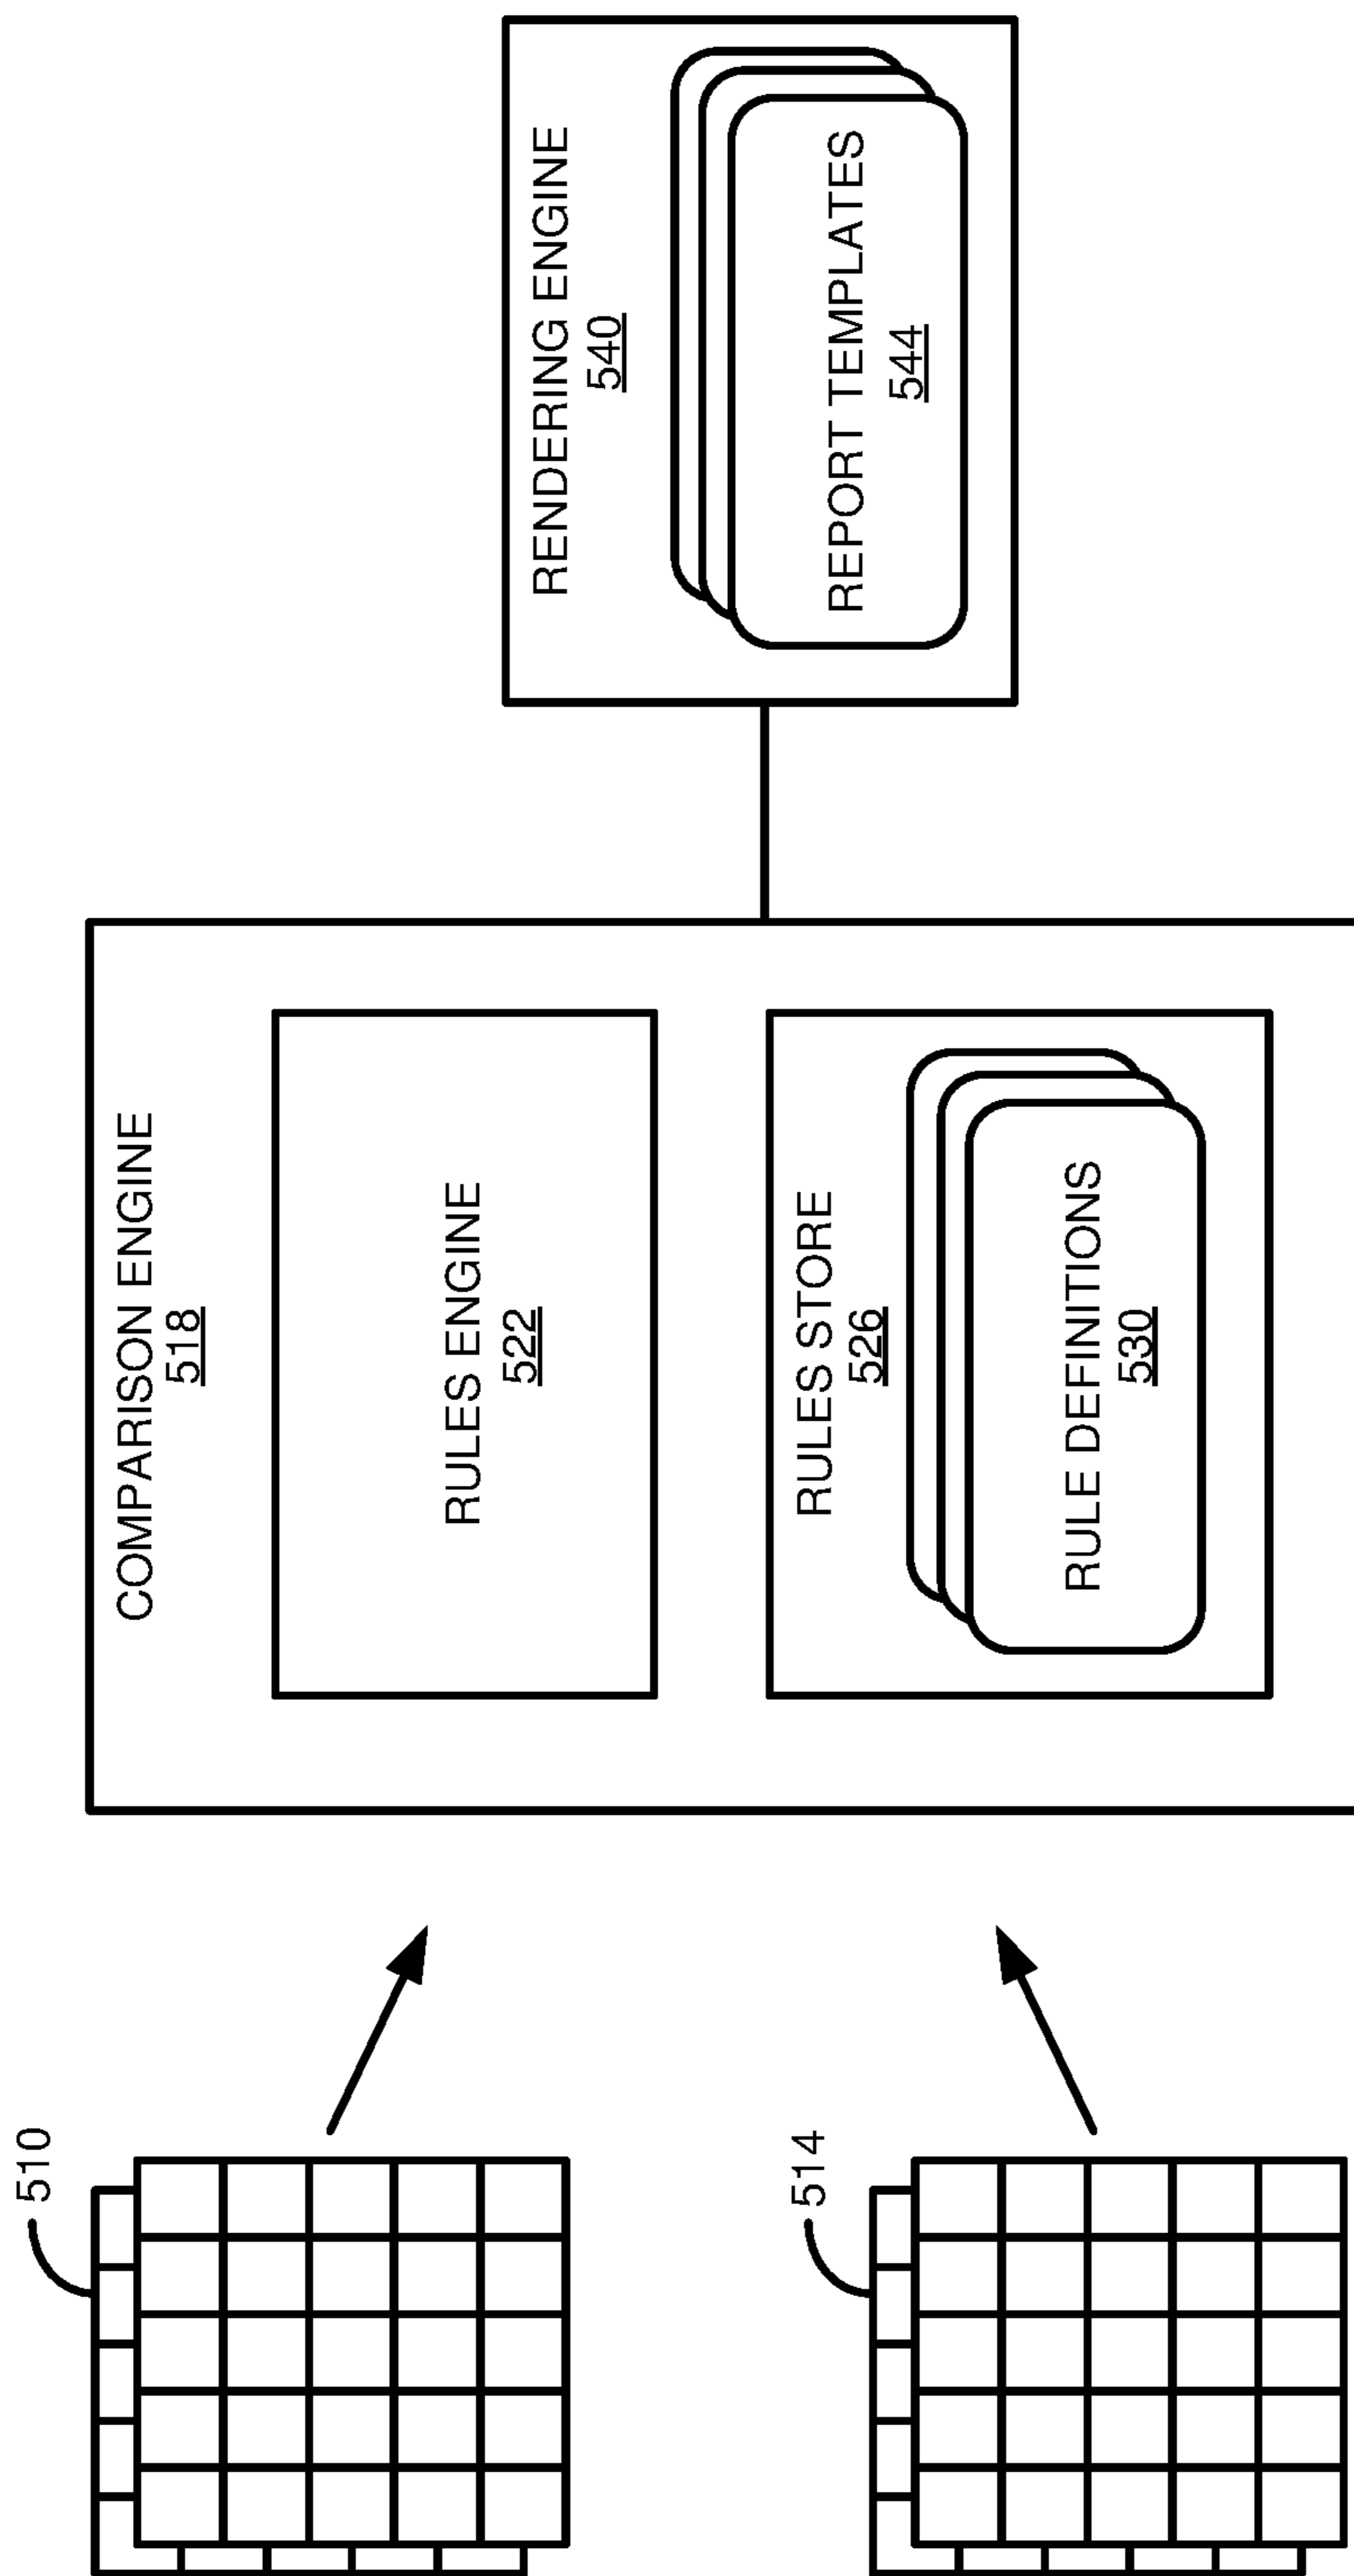 510
514
COMPARISON ENGINE
518
RULES ENGINE
522
RULES STORE
526
RULE DEFINITIONS
530
RENDERING ENGINE
540
REPORT TEMPLATES
544